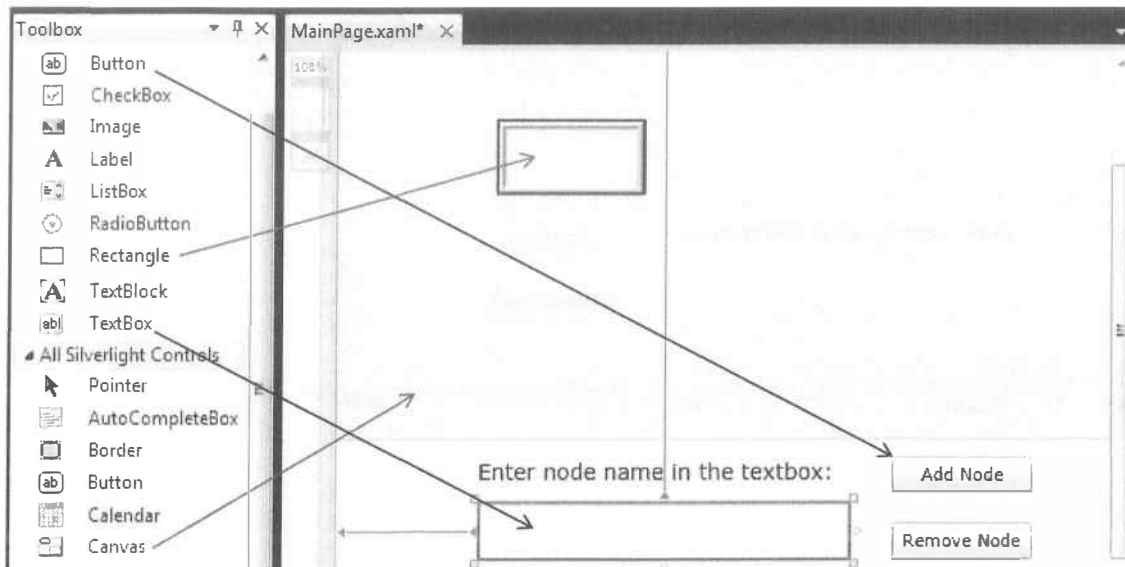 Toolbox
MainPage.xaml*
100%
Button
CheckBox
Image
Label
ListBox
RadioButton
Rectangle
TextBlock
TextBox
All Silverlight Controls
Pointer
AutoCompleteBox
Border
Button
Calendar
Canvas
Enter node name in the textbox:
Add Node
Remove Node